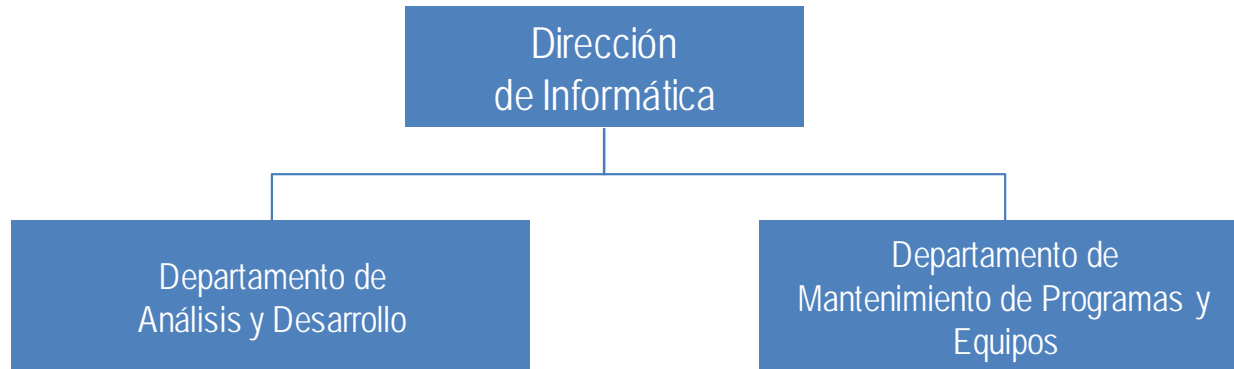 Dirección
de Informática
Departamento de
Análisis y Desarrollo
Departamento de
Mantenimiento de Programas y
Equipos